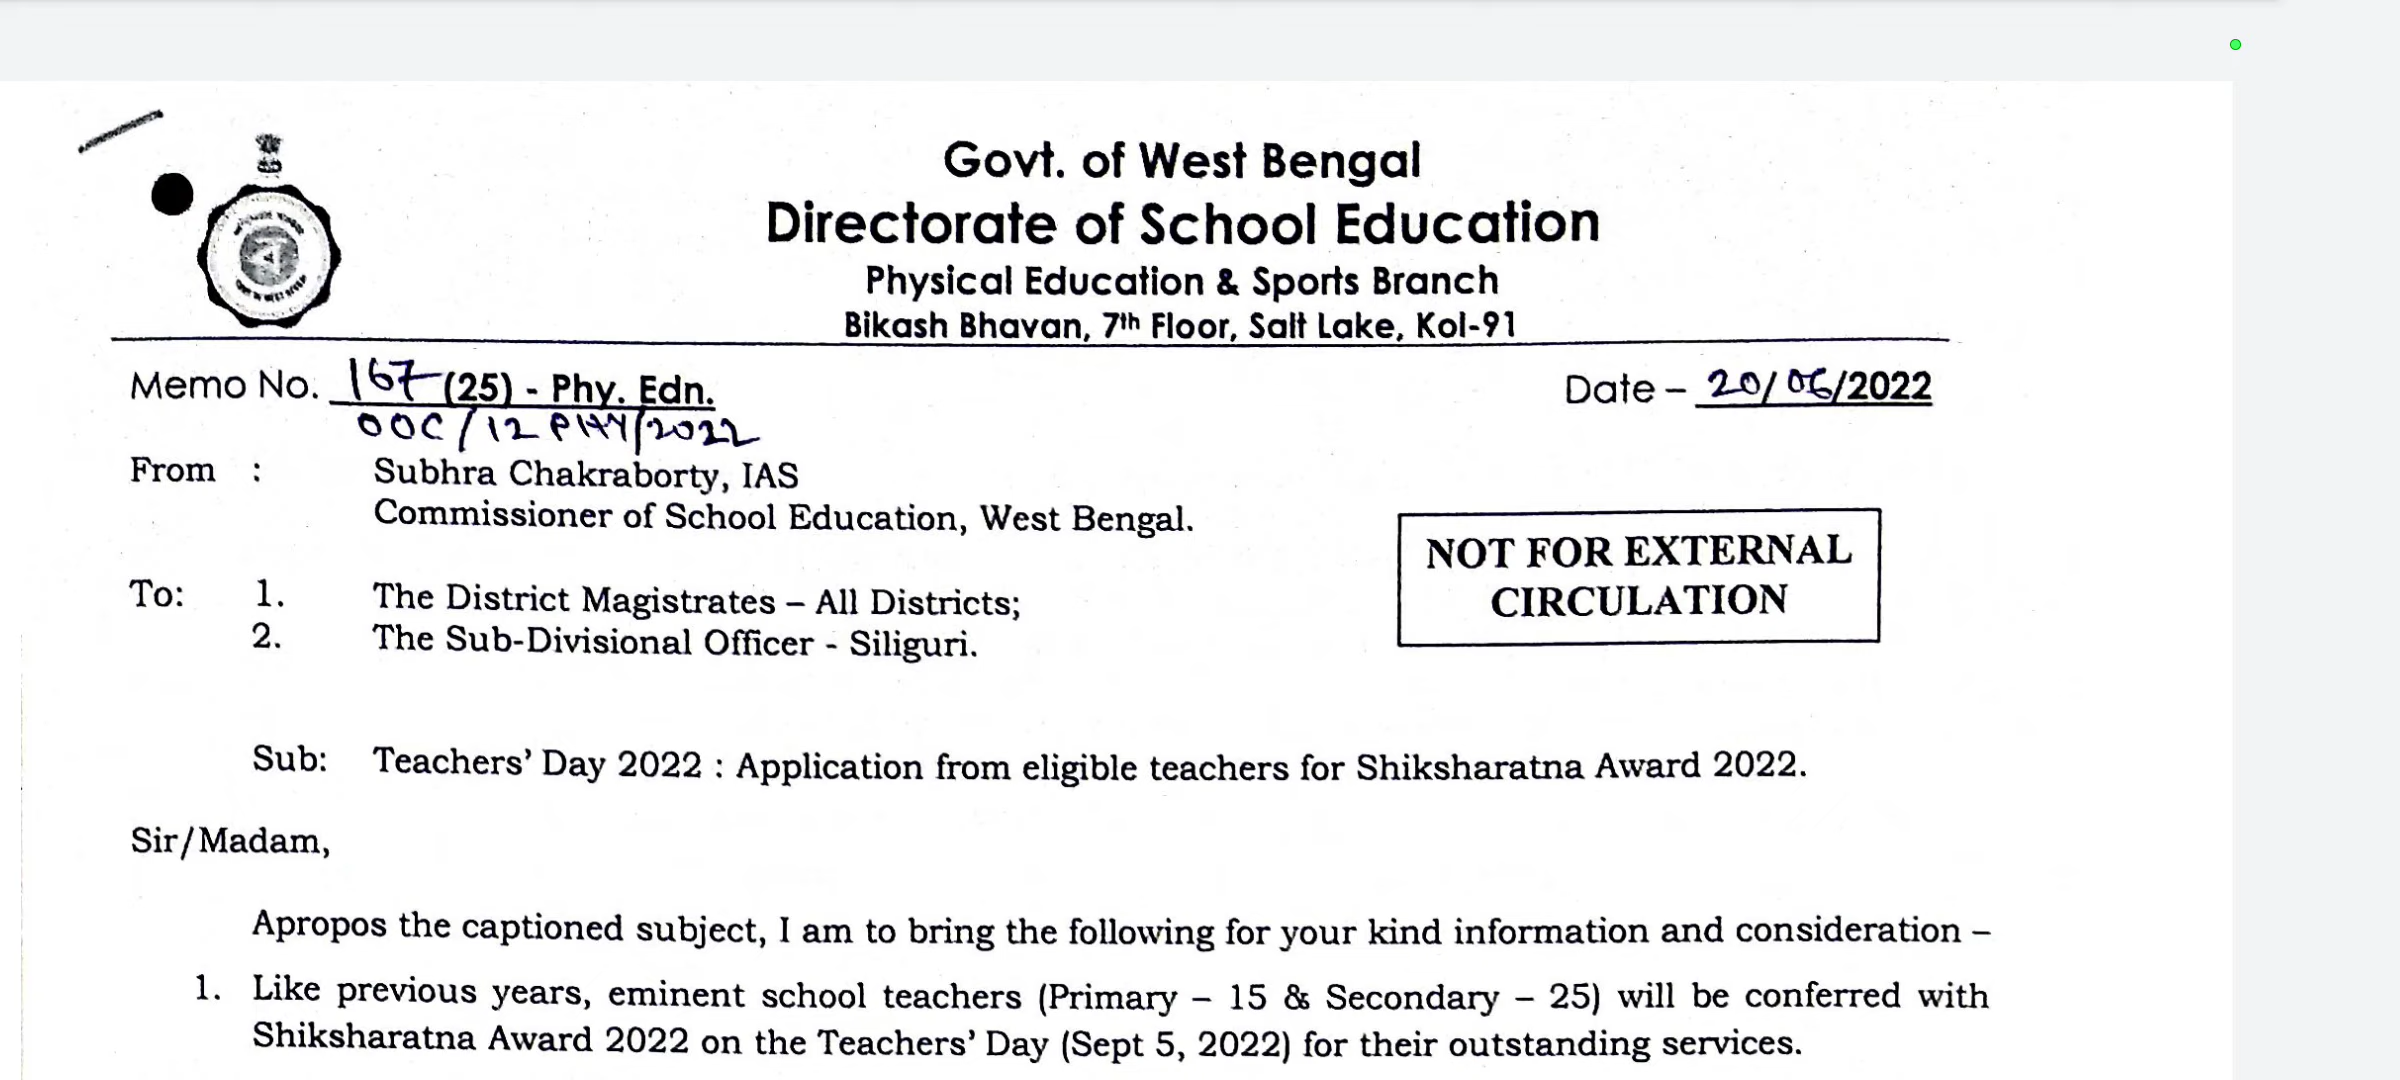 Govt. of West Bengal
Directorate of School Education
Physical Education & Sports Branch
Bikash Bhavan, 7th Floor, Salt Lake, Kol-91
Memo No. 167 (25) - Phy. Edn.
OOC/12 PHY/2022
Date – 20/06/2022
From :
Subhra Chakraborty, IAS
Commissioner of School Education, West Bengal.
NOT FOR EXTERNAL
CIRCULATION
To: 1. The District Magistrates – All Districts;
2. The Sub-Divisional Officer - Siliguri.
Sub: Teachers' Day 2022 : Application from eligible teachers for Shiksharatna Award 2022.
Sir/Madam,
Apropos the captioned subject, I am to bring the following for your kind information and consideration –
1. Like previous years, eminent school teachers (Primary – 15 & Secondary – 25) will be conferred with
Shiksharatna Award 2022 on the Teachers' Day (Sept 5, 2022) for their outstanding services.